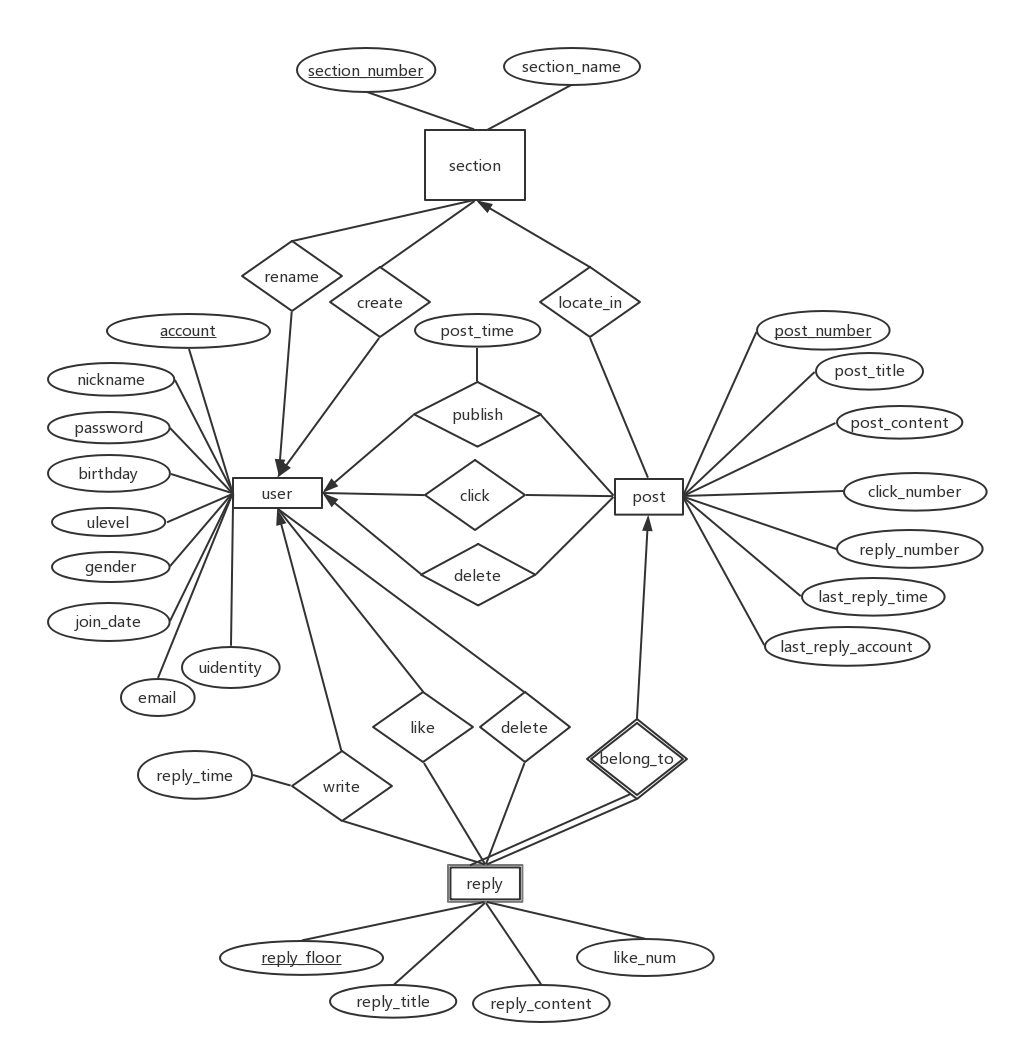 section_number
section_name
section
rename
create
locate_in
account
post_time
post_number
nickname
post_title
password
publish
post_content
birthday
user
click
post
click_number
ulevel
reply_number
gender
delete
last_reply_time
join_date
last_reply_account
uidentity
email
like
delete
belong_to
reply_time
write
reply
reply_floor
like_num
reply_title
reply_content